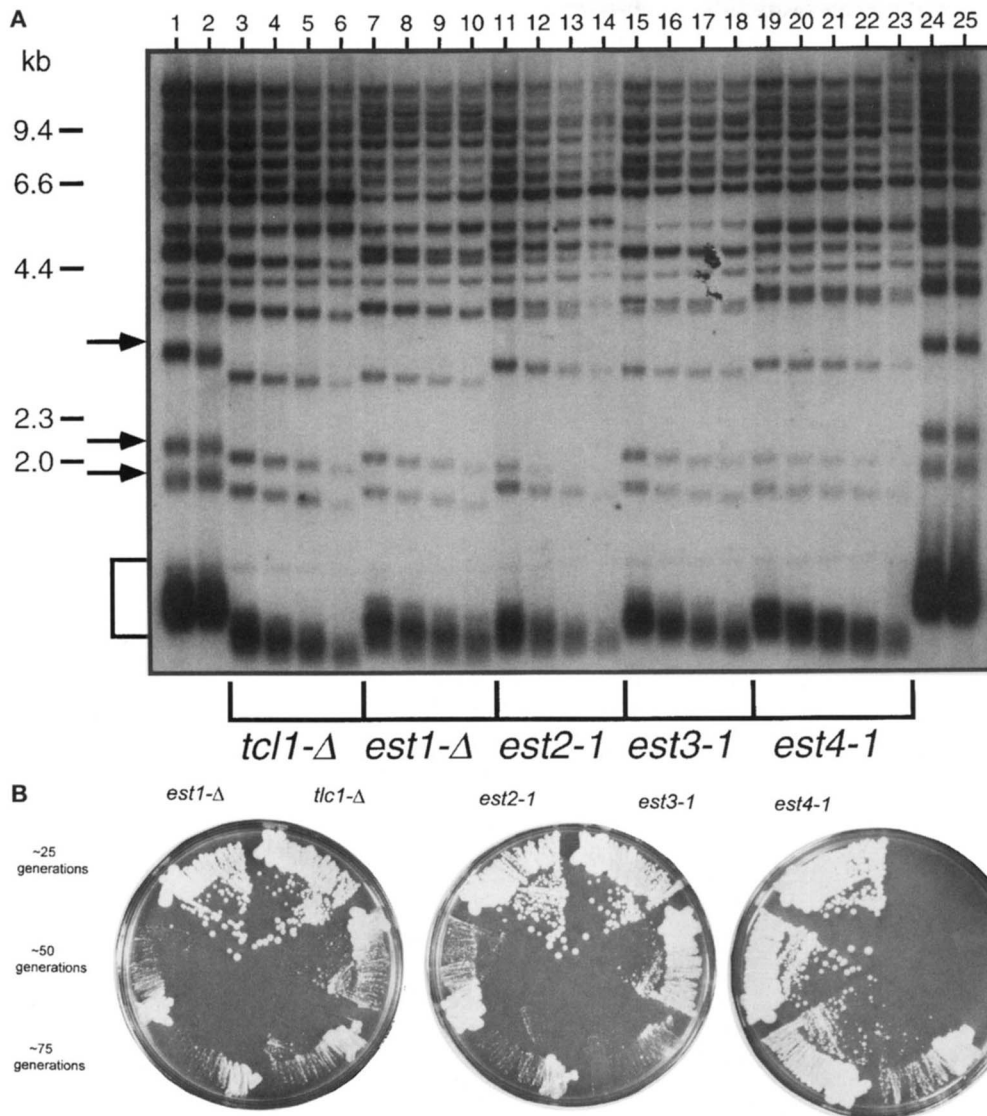 A
1 2 3 4 5 6 7 8 9 10 11 12 13 14 15 16 17 18 19 20 21 22 23 24 25
kb
9.4
6.6
4.4
2.3
2.0
tcl1-Δ est1-Δ est2-1 est3-1 est4-1
B
est1-Δ tlc1-Δ est2-1 est3-1 est4-1
~25
generations
~50
generations
~75
generations